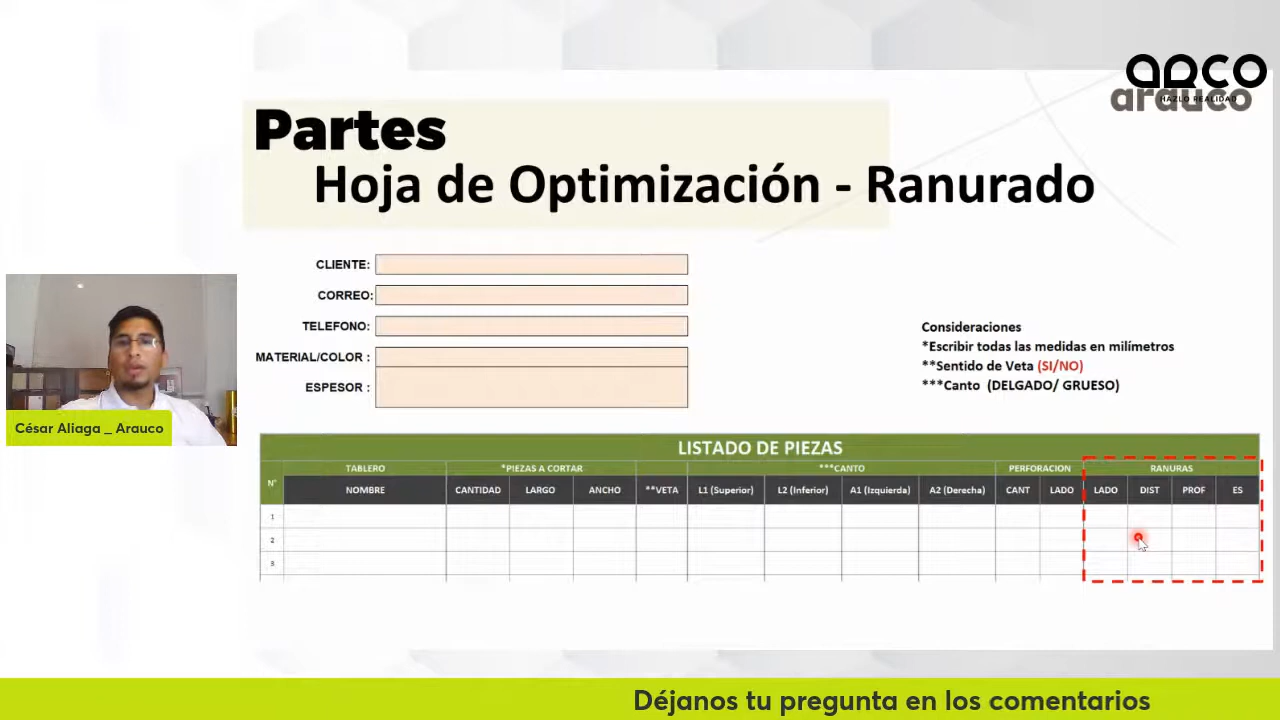 arco
arauco
HAZLO REALIDAD
Partes
Hoja de Optimización - Ranurado
CLIENTE:
CORREO:
TELEFONO:
MATERIAL/COLOR :
ESPESOR :
Consideraciones
*Escribir todas las medidas en milímetros
**Sentido de Veta (SI/NO)
***Canto (DELGADO/ GRUESO)
César Aliaga _ Arauco
LISTADO DE PIEZAS
N° TABLERO *PIEZAS A CORTAR ***CANTO PERFORACION RANURAS
NOMBRE CANTIDAD LARGO ANCHO **VETA L1 (Superior) L2 (Inferior) A1 (Izquierda) A2 (Derecha) CANT LADO LADO DIST PROF ES
1
2
3
Déjanos tu pregunta en los comentarios